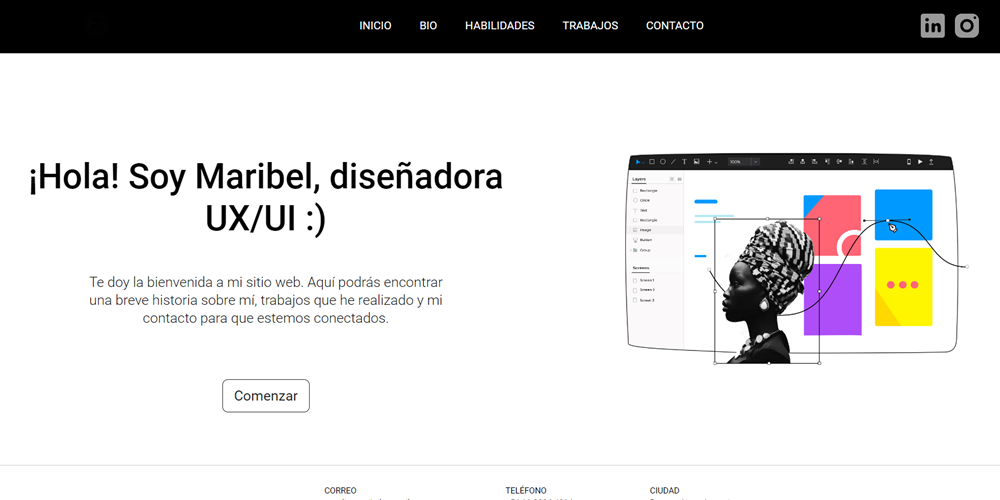 INICIO BIO HABILIDADES TRABAJOS CONTACTO
in
¡Hola! Soy Maribel, diseñadora
UX/UI :)
Te doy la bienvenida a mi sitio web. Aquí podrás encontrar
una breve historia sobre mí, trabajos que he realizado y mi
contacto para que estemos conectados.
Comenzar
T
100%
Layers
Rectangle
Circle
Text
Rectangle
Image
Button
Group
Screens
Screen 1
Screen 2
Screen 3
CORREO TELÉFONO CIUDAD